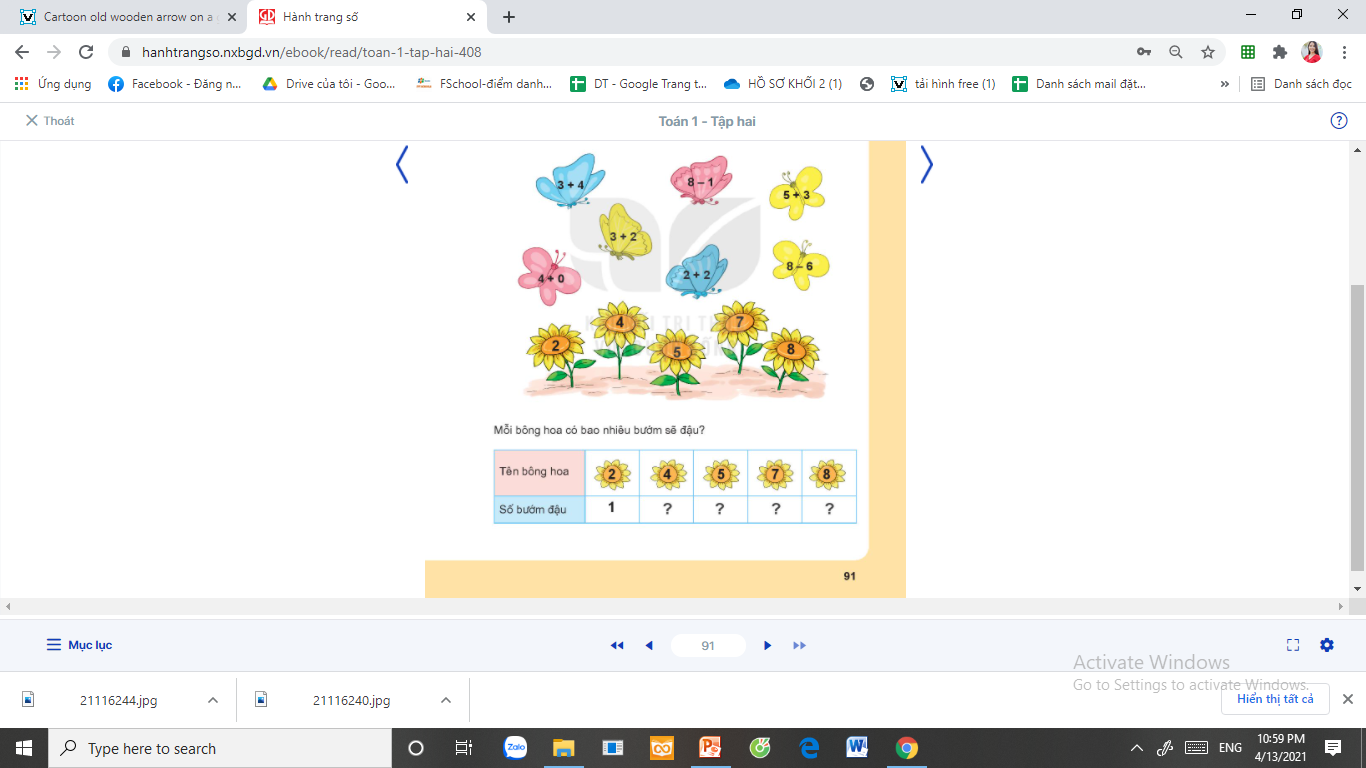 Cartoon old wooden arrow on a
Hành trang số
hanhtrangso.nxbgd.vn/ebook/read/toan-1-tap-hai-408
Ứng dụng
Facebook - Đăng n...
Drive của tôi - Goo...
FSchool-điểm danh...
DT - Google Trang t...
HỒ SƠ KHỐI 2 (1)
tải hình free (1)
Danh sách mail đặt...
»
Danh sách đọc
Thoát
Toán 1 - Tập hai
3 + 4
8 – 1
5 + 3
3 + 2
4 + 0
2 + 2
8 – 6
2
4
5
7
8
Mỗi bông hoa có bao nhiêu bướm sẽ đậu?
Tên bông hoa 2 4 5 7 8
Số bướm đậu 1 ? ? ? ?
91
Mục lục
91
Activate Windows
Go to Settings to activate Windows.
21116244.jpg
21116240.jpg
Hiển thị tất cả
Type here to search
Zalo
ENG
10:59 PM
4/13/2021